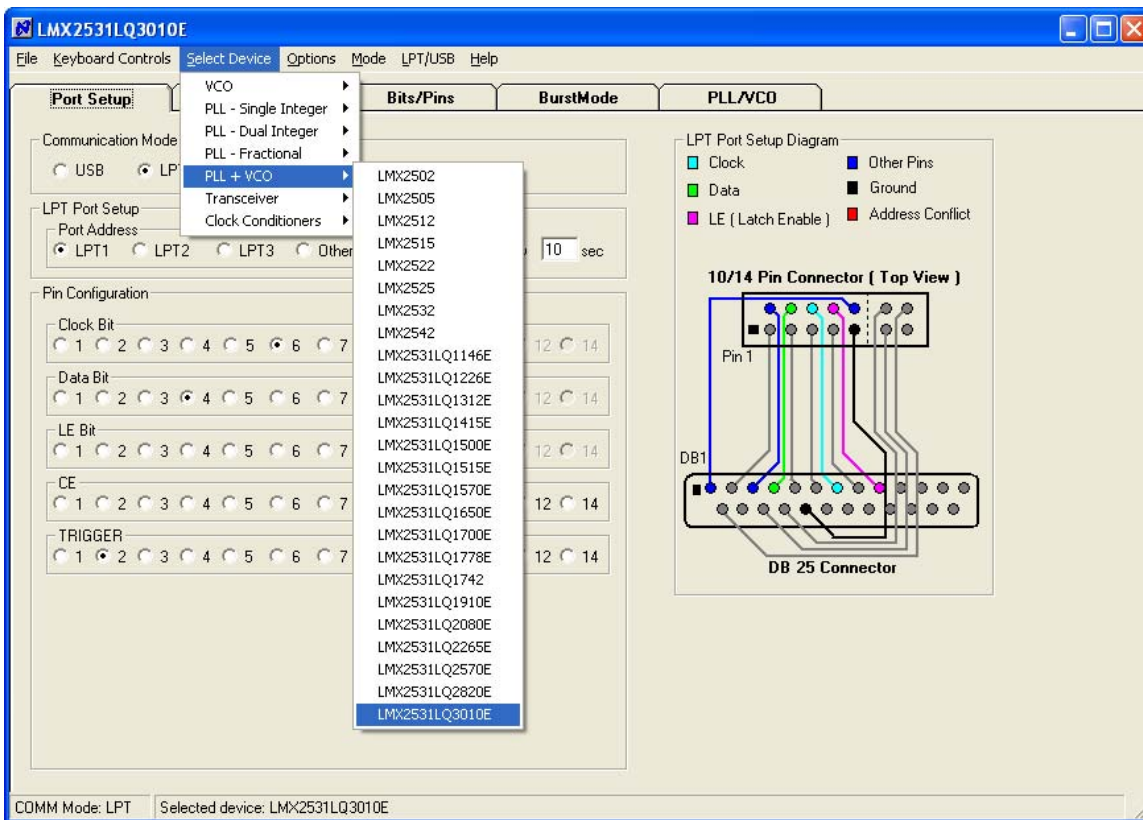 LMX2531LQ3010E
File Keyboard Controls Select Device Options Mode LPT/USB Help
Port Setup Bits/Pins BurstMode PLL/VCO
VCO
PLL - Single Integer
PLL - Dual Integer
PLL - Fractional
PLL + VCO
Transceiver
Clock Conditioners
LMX2502
LMX2505
LMX2512
LMX2515
LMX2522
LMX2525
LMX2532
LMX2542
LMX2531LQ1146E
LMX2531LQ1226E
LMX2531LQ1312E
LMX2531LQ1415E
LMX2531LQ1500E
LMX2531LQ1515E
LMX2531LQ1570E
LMX2531LQ1650E
LMX2531LQ1700E
LMX2531LQ1778E
LMX2531LQ1742
LMX2531LQ1910E
LMX2531LQ2080E
LMX2531LQ2265E
LMX2531LQ2570E
LMX2531LQ2820E
LMX2531LQ3010E
Communication Mode
USB LP
LPT Port Setup
Port Address
LPT1 LPT2 LPT3 Other 10 sec
Pin Configuration
Clock Bit
1 2 3 4 5 6 7 12 14
Data Bit
1 2 3 4 5 6 7 12 14
LE Bit
1 2 3 4 5 6 7 12 14
CE
1 2 3 4 5 6 7 12 14
TRIGGER
1 2 3 4 5 6 7 12 14
LPT Port Setup Diagram
Clock Other Pins
Data Ground
LE ( Latch Enable ) Address Conflict
10/14 Pin Connector ( Top View )
Pin 1
DB1
DB 25 Connector
COMM Mode: LPT Selected device: LMX2531LQ3010E